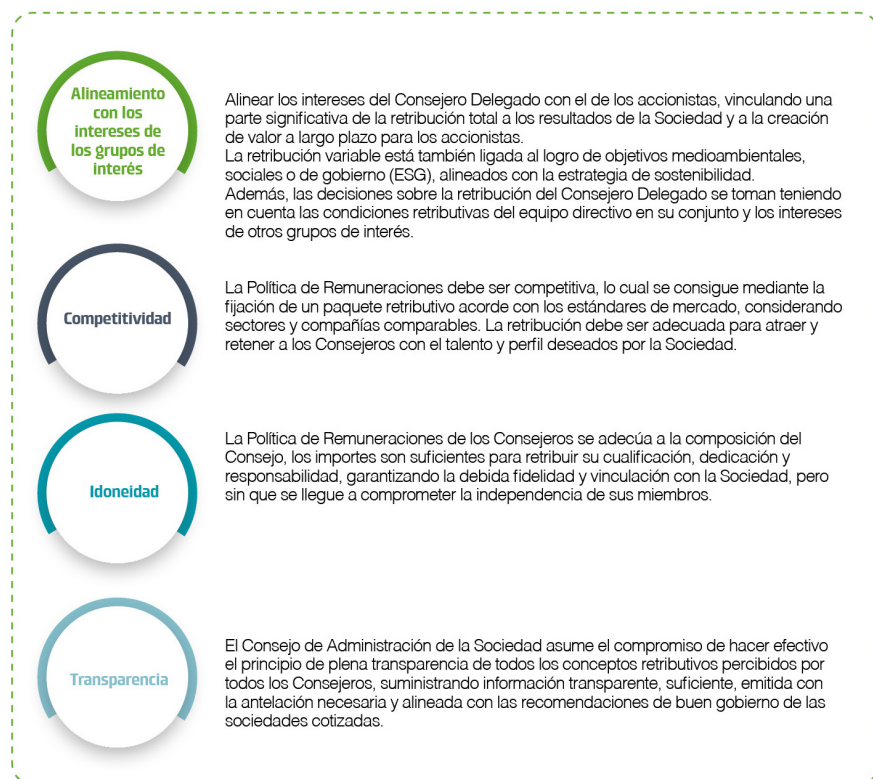 Alineamiento
con los
intereses de
los grupos de
interés
Alinear los intereses del Consejero Delegado con el de los accionistas, vinculando una
parte significativa de la retribución total a los resultados de la Sociedad y a la creación
de valor a largo plazo para los accionistas.
La retribución variable está también ligada al logro de objetivos medioambientales,
sociales o de gobierno (ESG), alineados con la estrategia de sostenibilidad.
Además, las decisiones sobre la retribución del Consejero Delegado se toman teniendo
en cuenta las condiciones retributivas del equipo directivo en su conjunto y los intereses
de otros grupos de interés.
Competitividad
La Política de Remuneraciones debe ser competitiva, lo cual se consigue mediante la
fijación de un paquete retributivo acorde con los estándares de mercado, considerando
sectores y compañías comparables. La retribución debe ser adecuada para atraer y
retener a los Consejeros con el talento y perfil deseados por la Sociedad.
Idoneidad
La Política de Remuneraciones de los Consejeros se adecúa a la composición del
Consejo, los importes son suficientes para retribuir su cualificación, dedicación y
responsabilidad, garantizando la debida fidelidad y vinculación con la Sociedad, pero
sin que se llegue a comprometer la independencia de sus miembros.
Transparencia
El Consejo de Administración de la Sociedad asume el compromiso de hacer efectivo
el principio de plena transparencia de todos los conceptos retributivos percibidos por
todos los Consejeros, suministrando información transparente, suficiente, emitida con
la antelación necesaria y alineada con las recomendaciones de buen gobierno de las
sociedades cotizadas.